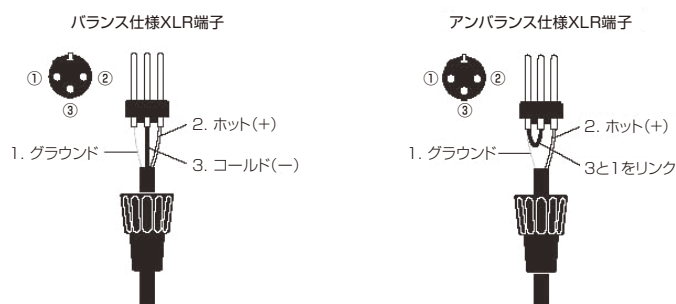 バランス仕様XLR端子
① ②
③
2. ホット(+)
1. グラウンド
3. コールド(ー)
アンバランス仕様XLR端子
① ②
③
2. ホット(+)
1. グラウンド
3と1をリンク